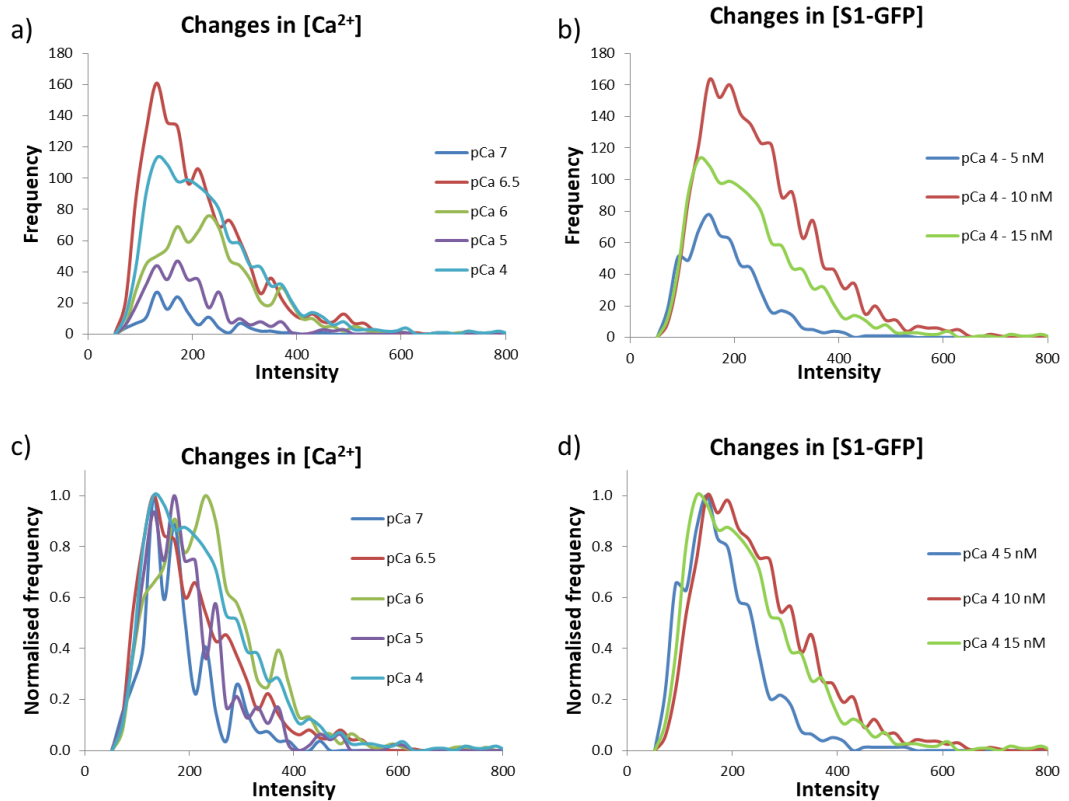 a)
Changes in [Ca²⁺]
Frequency
180
160
140
120
100
80
60
40
20
0
0 200 400 600 800
Intensity
pCa 7
pCa 6.5
pCa 6
pCa 5
pCa 4
b)
Changes in [S1-GFP]
Frequency
180
160
140
120
100
80
60
40
20
0
0 200 400 600 800
Intensity
pCa 4 - 5 nM
pCa 4 - 10 nM
pCa 4 - 15 nM
c)
Changes in [Ca²⁺]
Normalised frequency
1.0
0.8
0.6
0.4
0.2
0.0
0 200 400 600 800
Intensity
pCa 7
pCa 6.5
pCa 6
pCa 5
pCa 4
d)
Changes in [S1-GFP]
Normalised frequency
1.0
0.8
0.6
0.4
0.2
0.0
0 200 400 600 800
Intensity
pCa 4 5 nM
pCa 4 10 nM
pCa 4 15 nM